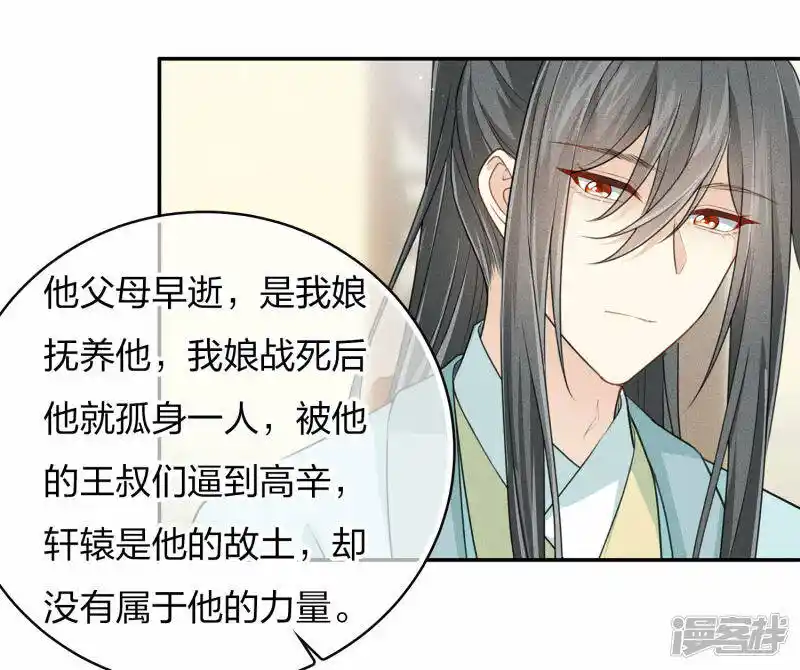 他父母早逝，是我娘
抚养他，我娘战死后
他就孤身一人，被他
的王叔们逼到高辛，
轩辕是他的故土，却
没有属于他的力量。
漫客栈